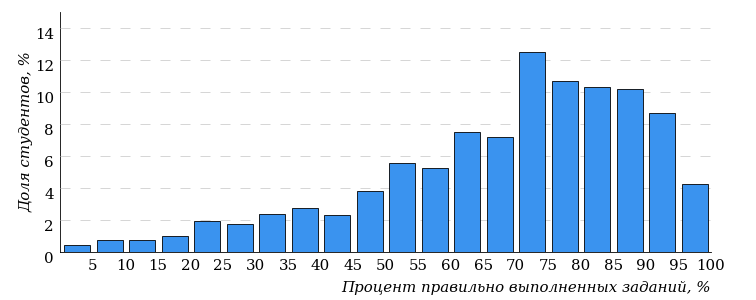 Доля студентов, %
14
12
10
8
6
4
2
0
5 10 15 20 25 30 35 40 45 50 55 60 65 70 75 80 85 90 95 100
Процент правильно выполненных заданий, %